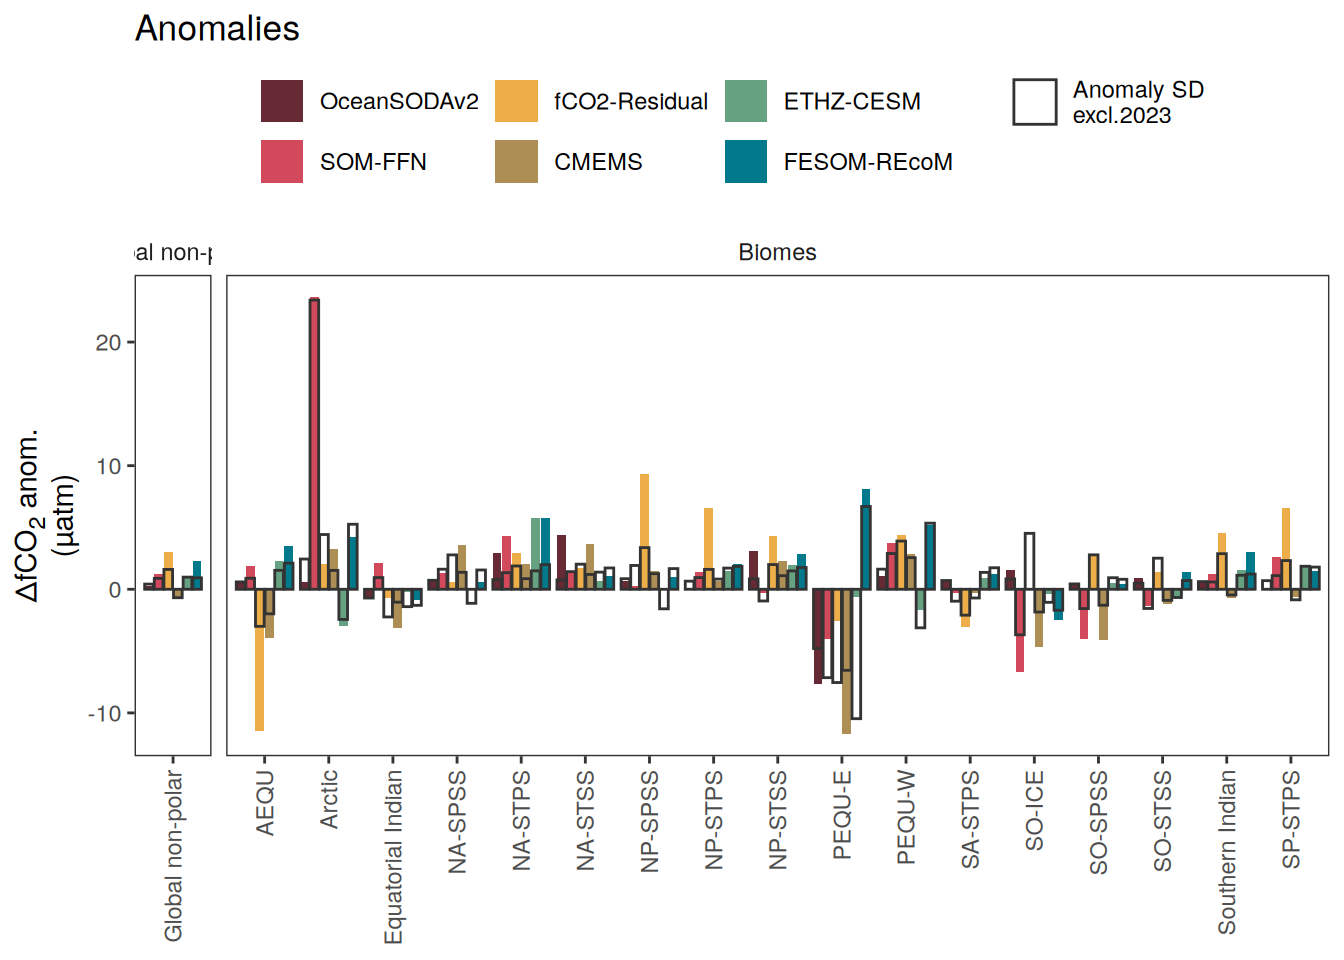 Anomalies
OceanSODAv2
fCO2-Residual
ETHZ-CESM
Anomaly SD
excl.2023
SOM-FFN
CMEMS
FESOM-REcoM
al non-
Biomes
ΔfCO₂ anom.
(µatm)
20
10
0
-10
Global non-polar
AEQU
Arctic
Equatorial Indian
NA-SPSS
NA-STPS
NA-STSS
NP-SPSS
NP-STPS
NP-STSS
PEQU-E
PEQU-W
SA-STPS
SO-ICE
SO-SPSS
SO-STSS
Southern Indian
SP-STPS